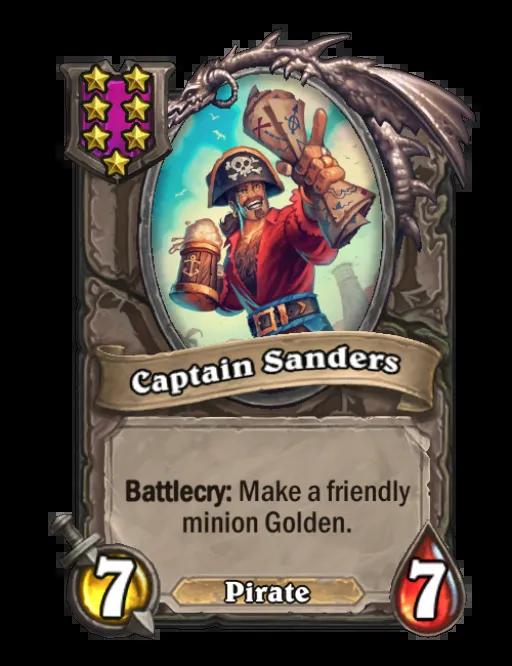 Captain Sanders
Battlecry: Make a friendly
minion Golden.
7
Pirate
7